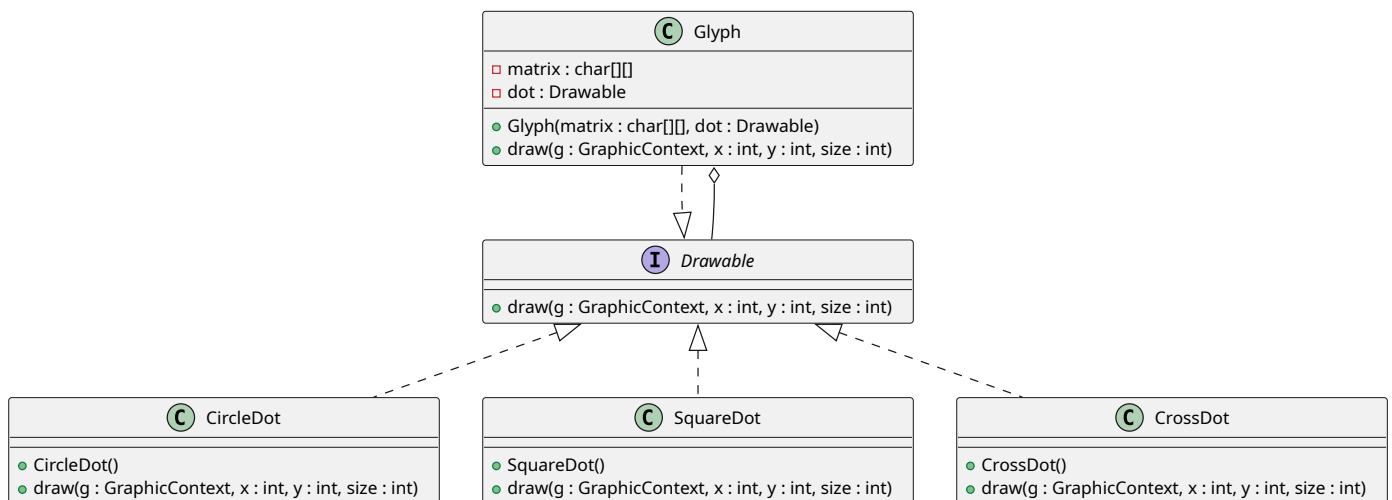 C Glyph
matrix : char[][]
dot : Drawable
Glyph(matrix : char[][], dot : Drawable)
draw(g : GraphicContext, x : int, y : int, size : int)
I Drawable
draw(g : GraphicContext, x : int, y : int, size : int)
C CircleDot
CircleDot()
draw(g : GraphicContext, x : int, y : int, size : int)
C SquareDot
SquareDot()
draw(g : GraphicContext, x : int, y : int, size : int)
C CrossDot
CrossDot()
draw(g : GraphicContext, x : int, y : int, size : int)